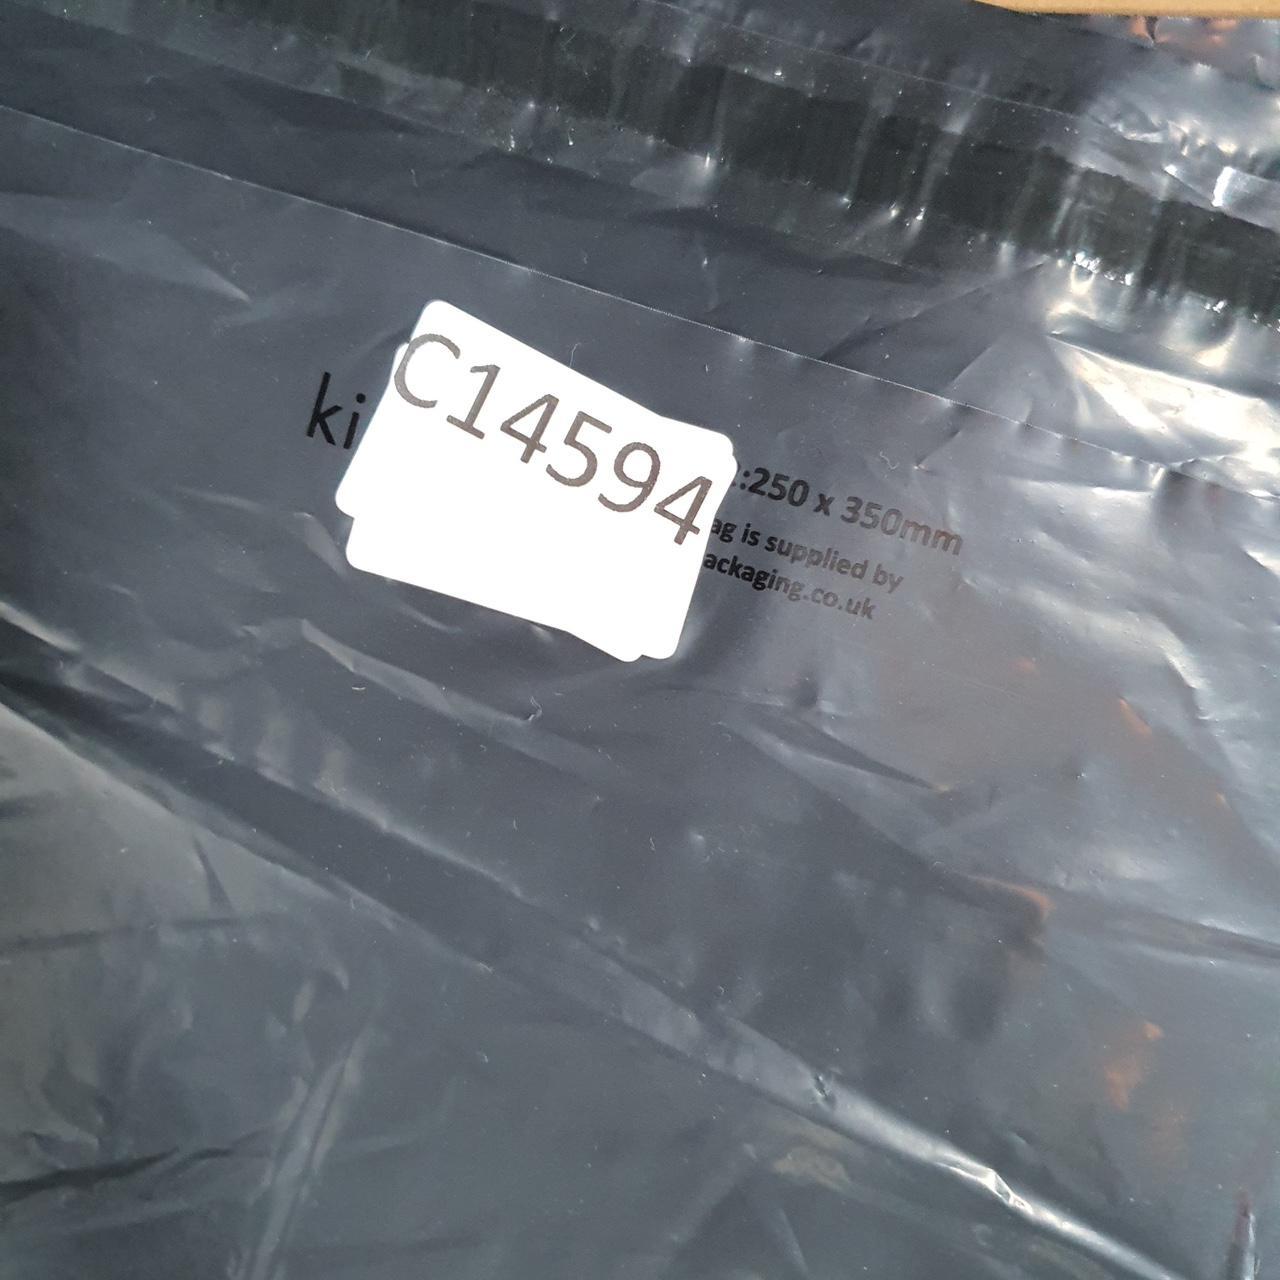 C14594
ki
:250 x 350mm
ag is supplied by
ackaging.co.uk